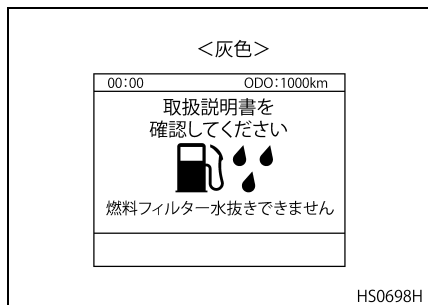 ＜灰色＞
00:00 ODO:1000km
取扱説明書を
確認してください
燃料フィルター水抜きできません
HS0698H